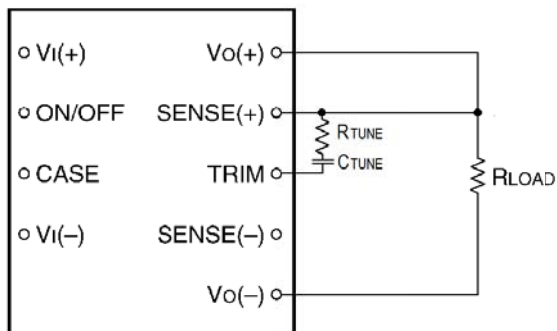 VI(+) VO(+)
ON/OFF SENSE(+)
RTUNE
CTUNE
CASE TRIM
RLOAD
VI(–) SENSE(–)
VO(–)